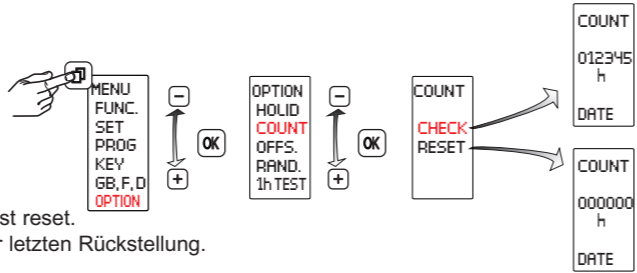 MENU
FUNC.
SET
PROG
KEY
GB, F, D
OPTION
−
+
OK
OPTION
HOLID
COUNT
OFFS.
RAND.
1h TEST
−
+
OK
COUNT
CHECK
RESET
COUNT
012345
h
DATE
COUNT
000000
h
DATE
st reset.
r letzten Rückstellung.